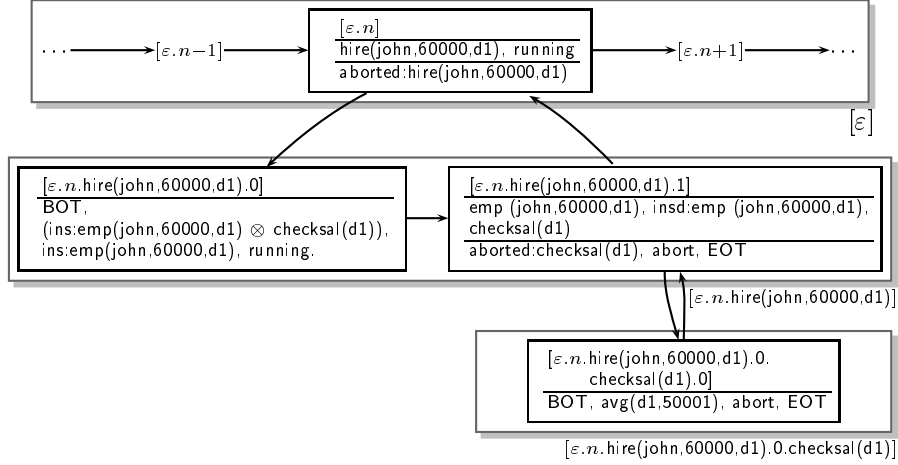 [ε.n]
··· [ε.n−1] hire(john,60000,d1), running [ε.n+1] ···
aborted:hire(john,60000,d1)
[ε]
[ε.n.hire(john,60000,d1).0]
BOT,
(ins:emp(john,60000,d1) ⊗ checksal(d1)),
ins:emp(john,60000,d1), running.
[ε.n.hire(john,60000,d1).1]
emp (john,60000,d1), insd:emp (john,60000,d1),
checksal(d1)
aborted:checksal(d1), abort, EOT
[ε.n.hire(john,60000,d1)]
[ε.n.hire(john,60000,d1).0.
checksal(d1).0]
BOT, avg(d1,50001), abort, EOT
[ε.n.hire(john,60000,d1).0.checksal(d1)]